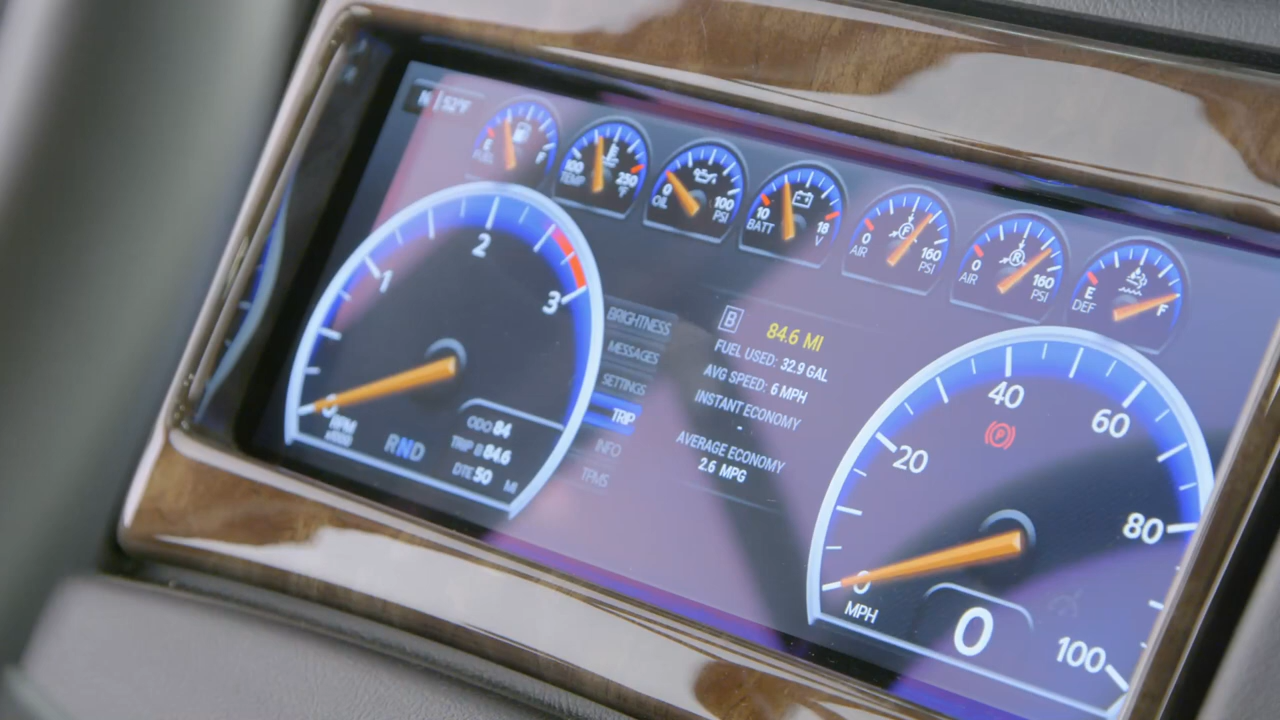 N 52°F
E F
FUEL
100 250
TEMP °F
0 100
OIL PSI
10 18
BATT V
F
0 160
AIR PSI
R
0 160
AIR PSI
E F
DEF
0 1 2 3
RPM
x1000
RND
ODO 84
TRIP B 84.6
DTE 50 MI
BRIGHTNESS
MESSAGES
SETTINGS
TRIP
INFO
TPMS
B 84.6 MI
FUEL USED: 32.9 GAL
AVG SPEED: 6 MPH
INSTANT ECONOMY
-
AVERAGE ECONOMY
2.6 MPG
0 20 40 60 80 100
(P)
MPH
0